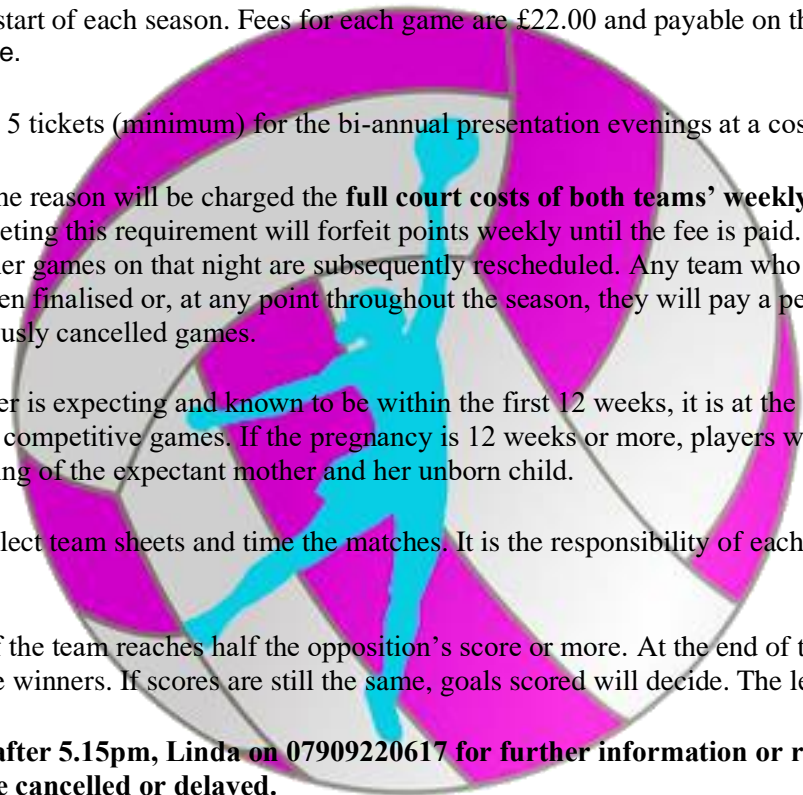 start of each season. Fees for each game are £22.00 and payable on th
e.
5 tickets (minimum) for the bi-annual presentation evenings at a cos
ne reason will be charged the full court costs of both teams’ weekly
eting this requirement will forfeit points weekly until the fee is paid.
er games on that night are subsequently rescheduled. Any team who
en finalised or, at any point throughout the season, they will pay a pe
usly cancelled games.
er is expecting and known to be within the first 12 weeks, it is at the
competitive games. If the pregnancy is 12 weeks or more, players w
ng of the expectant mother and her unborn child.
lect team sheets and time the matches. It is the responsibility of each
f the team reaches half the opposition’s score or more. At the end of t
e winners. If scores are still the same, goals scored will decide. The le
after 5.15pm, Linda on 07909220617 for further information or r
e cancelled or delayed.